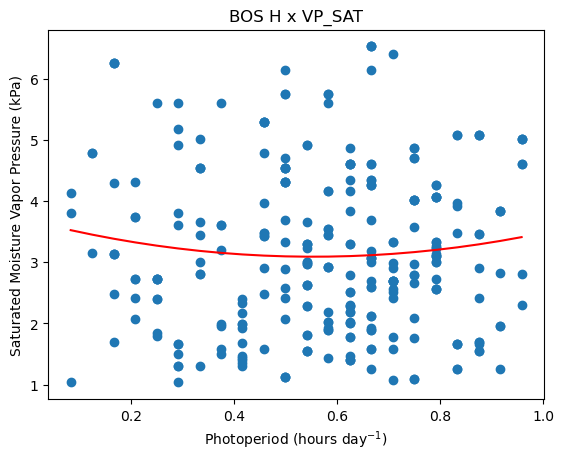 BOS H x VP_SAT
Saturated Moisture Vapor Pressure (kPa)
6
5
4
3
2
1
0.2 0.4 0.6 0.8 1.0
Photoperiod (hours day⁻¹)